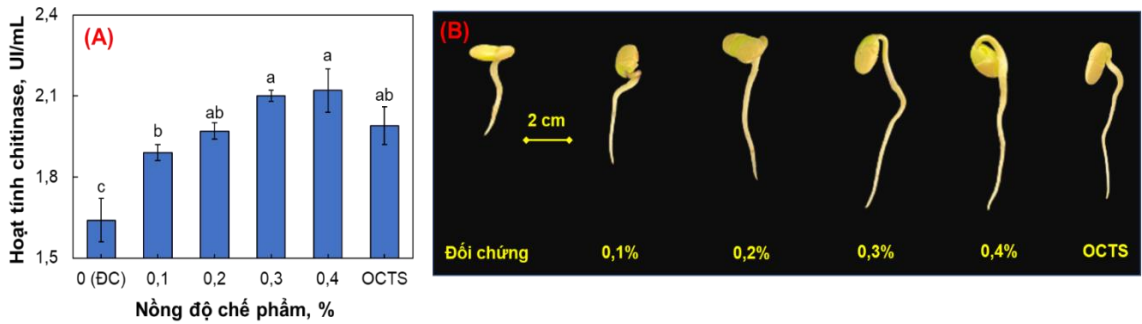 (A)
Hoạt tính chitinase, UI/mL
2,4
2,1
1,8
1,5
c
b
ab
a
a
ab
0 (ĐC) 0,1 0,2 0,3 0,4 OCTS
Nồng độ chế phẩm, %
(B)
2 cm
Đối chứng 0,1% 0,2% 0,3% 0,4% OCTS